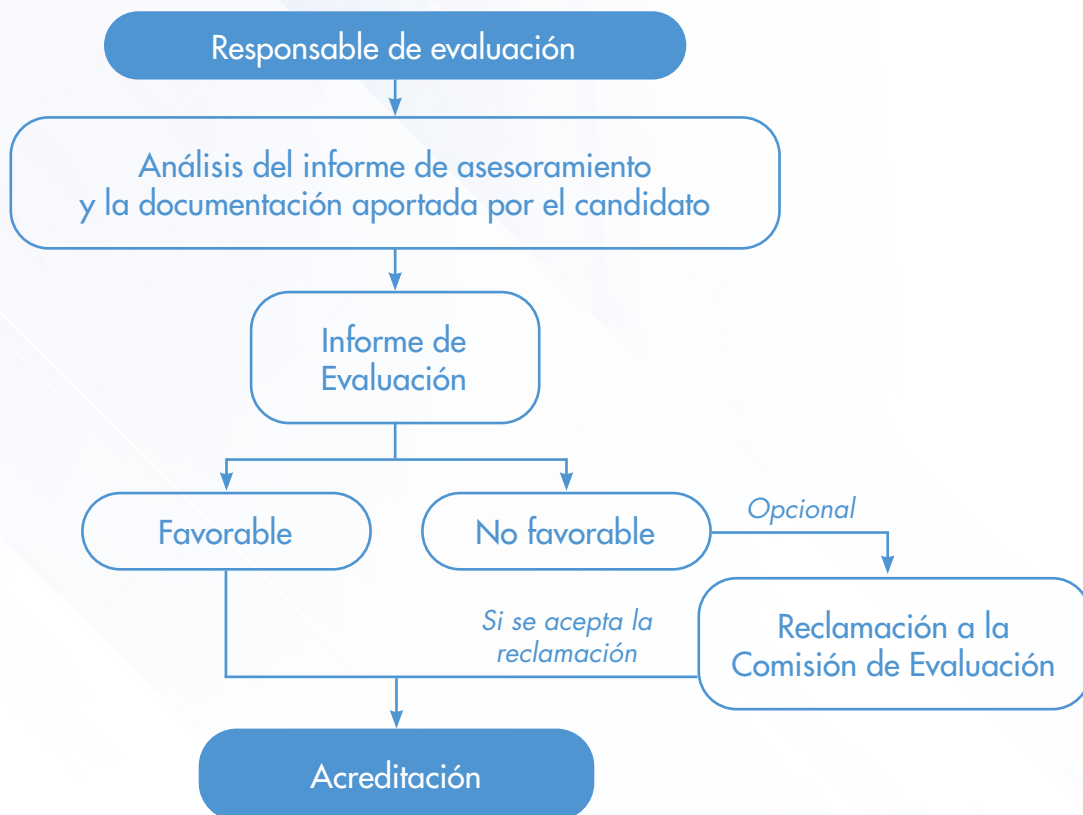 Responsable de evaluación
Análisis del informe de asesoramiento
y la documentación aportada por el candidato
Informe de
Evaluación
Favorable
No favorable
Opcional
Si se acepta la
reclamación
Reclamación a la
Comisión de Evaluación
Acreditación